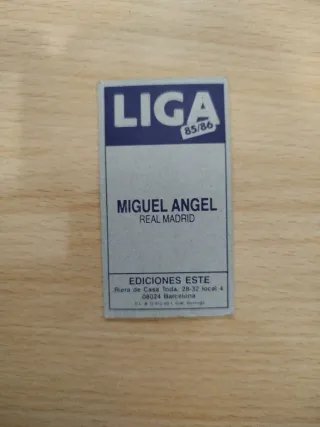 LIGA
85/86
MIGUEL ANGEL
REAL MADRID
EDICIONES ESTE
Riera de Casa Toda, 28-32 local 4
08024 Barcelona